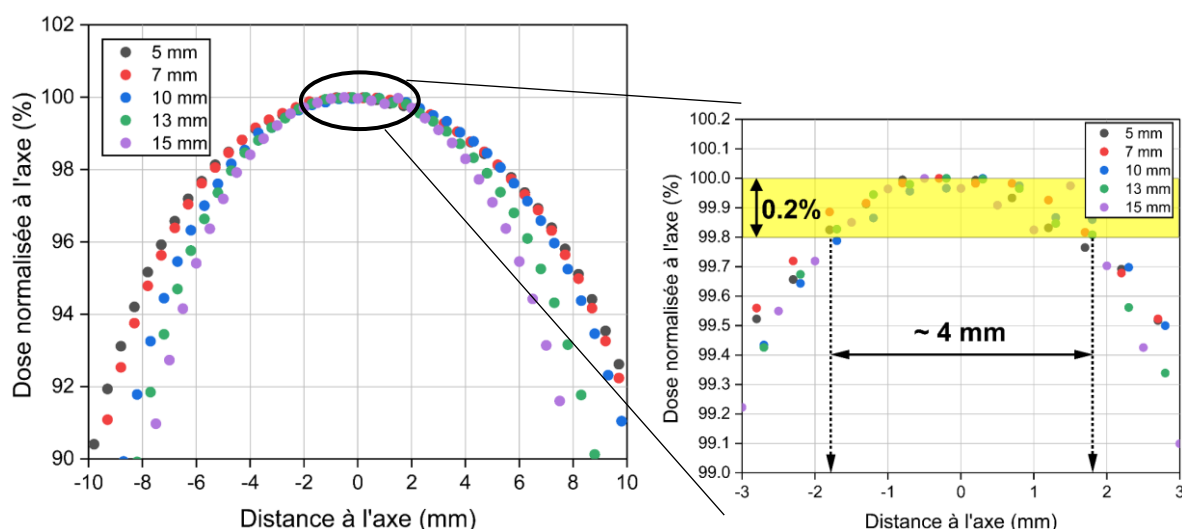 102
100
98
96
94
92
90
Dose normalisée à l'axe (%)
5 mm
7 mm
10 mm
13 mm
15 mm
-10 -8 -6 -4 -2 0 2 4 6 8 10
Distance à l'axe (mm)
100.2
100.1
100.0
99.9
99.8
99.7
99.6
99.5
99.4
99.3
99.2
99.1
99.0
Dose normalisée à l'axe (%)
5 mm
7 mm
10 mm
13 mm
15 mm
0.2%
~ 4 mm
-3 -2 -1 0 1 2 3
Distance à l'axe (mm)